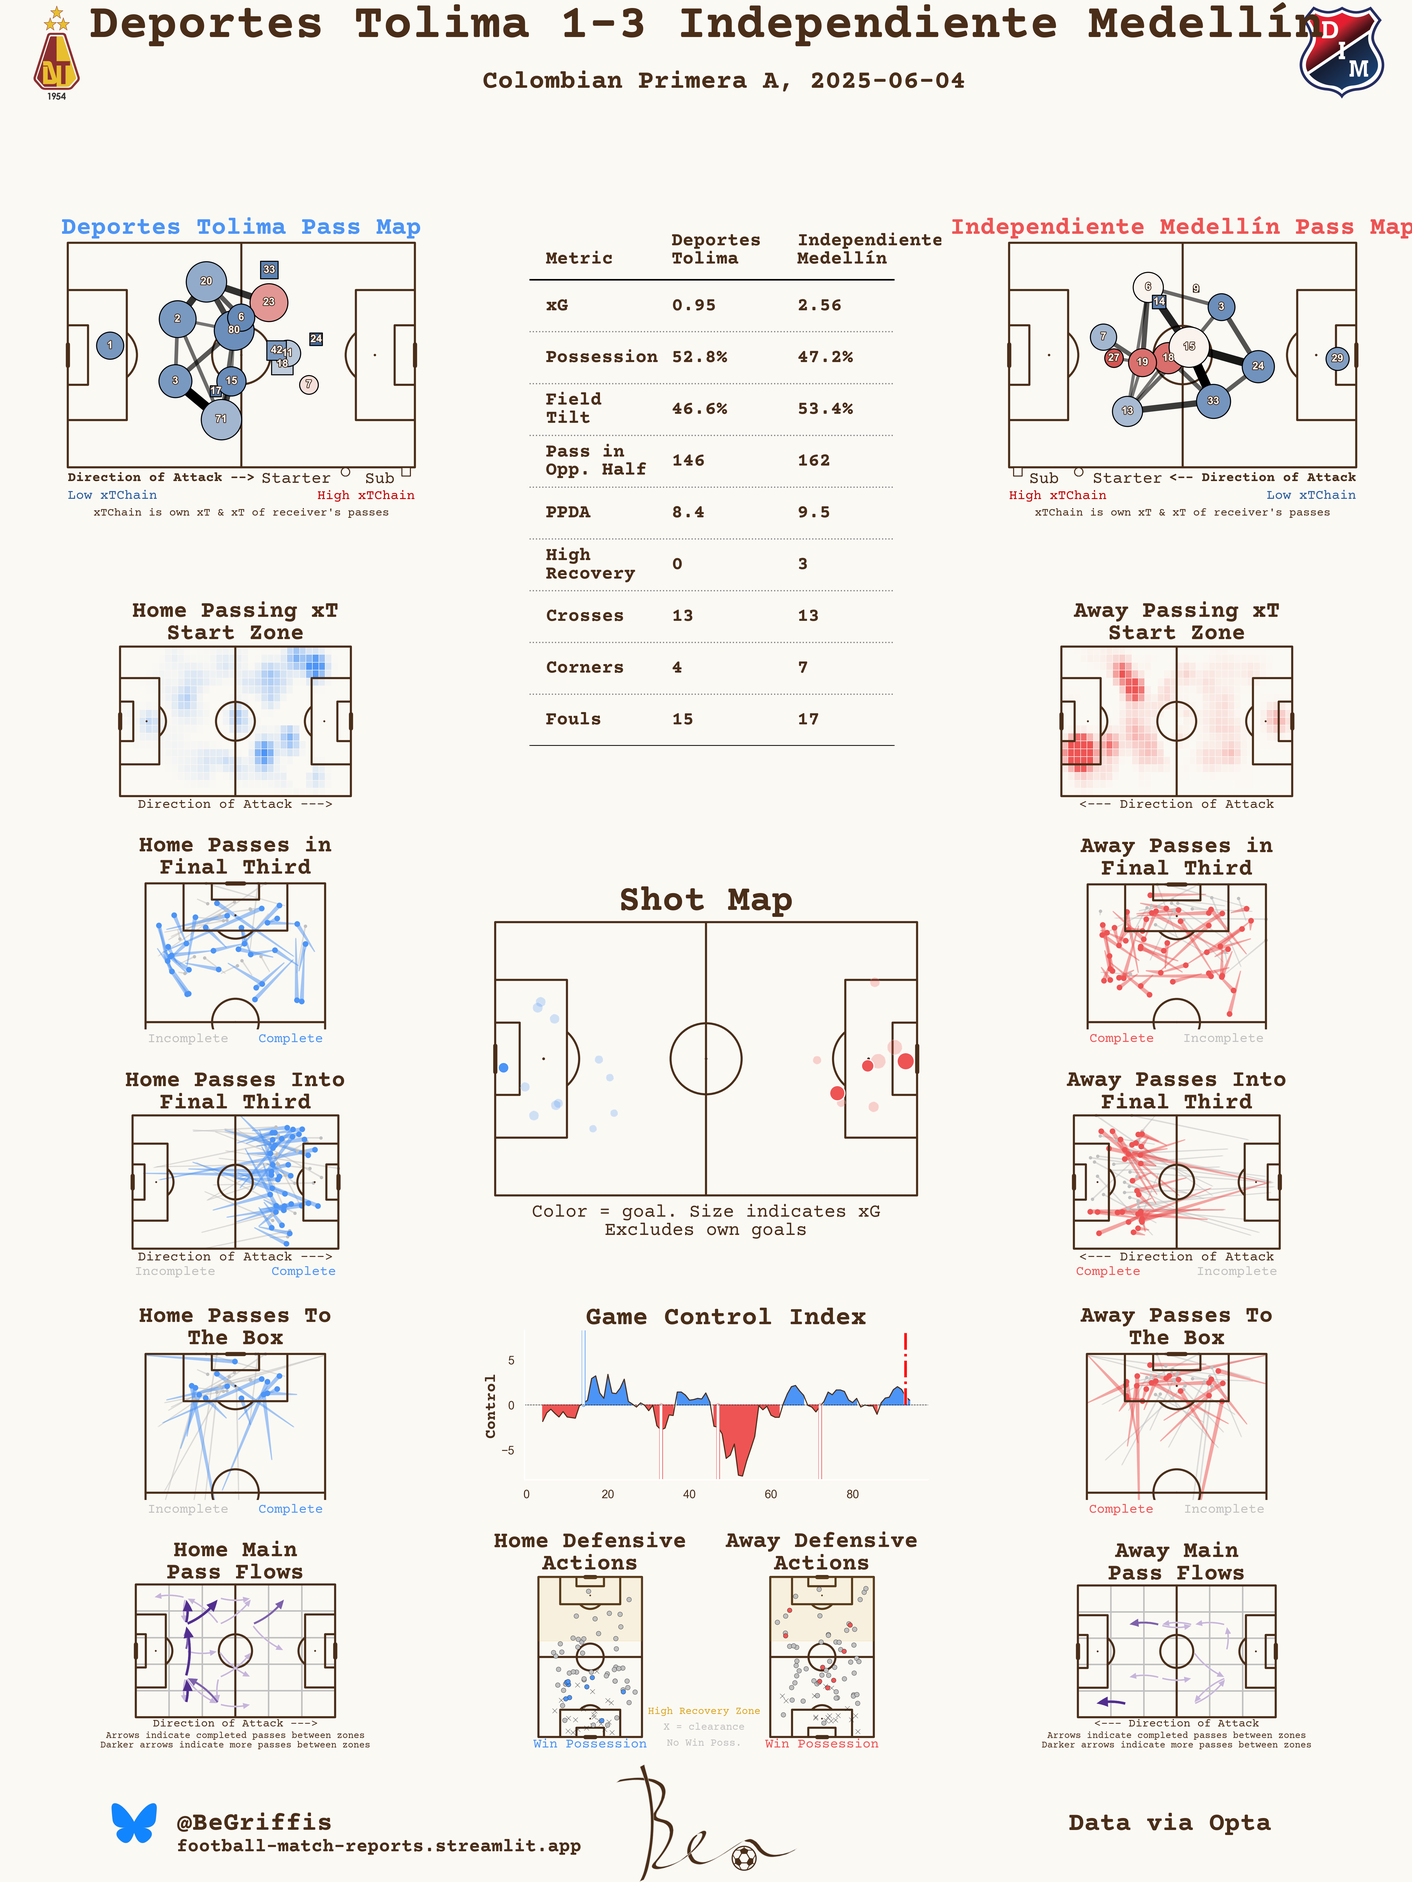 Deportes Tolima 1-3 Independiente Medellín
Colombian Primera A, 2025-06-04
1954
DT
D
I
M
Deportes Tolima Pass Map
20
33
23
2
6
80
1
24
42
11
18
3
15
7
17
71
Direction of Attack --> Starter Sub
Low xTChain High xTChain
xTChain is own xT & xT of receiver's passes
Metric Deportes Tolima Independiente Medellín
xG 0.95 2.56
Possession 52.8% 47.2%
Field Tilt 46.6% 53.4%
Pass in Opp. Half 146 162
PPDA 8.4 9.5
High Recovery 0 3
Crosses 13 13
Corners 4 7
Fouls 15 17
Independiente Medellín Pass Map
6
9
14
3
7
15
27
19
18
29
24
33
13
Sub Starter <-- Direction of Attack
High xTChain Low xTChain
xTChain is own xT & xT of receiver's passes
Home Passing xT
Start Zone
Direction of Attack --->
Away Passing xT
Start Zone
<--- Direction of Attack
Home Passes in
Final Third
Incomplete Complete
Away Passes in
Final Third
Complete Incomplete
Shot Map
Color = goal. Size indicates xG
Excludes own goals
Home Passes Into
Final Third
Direction of Attack --->
Incomplete Complete
Away Passes Into
Final Third
<--- Direction of Attack
Complete Incomplete
Home Passes To
The Box
Incomplete Complete
Game Control Index
Control
5
0
−5
0 20 40 60 80
Away Passes To
The Box
Complete Incomplete
Home Main
Pass Flows
Direction of Attack --->
Arrows indicate completed passes between zones
Darker arrows indicate more passes between zones
Home Defensive
Actions
Win Possession
High Recovery Zone
X = clearance
No Win Poss.
Away Defensive
Actions
Win Possession
Away Main
Pass Flows
<--- Direction of Attack
Arrows indicate completed passes between zones
Darker arrows indicate more passes between zones
@BeGriffis
football-match-reports.streamlit.app
Ben
Data via Opta